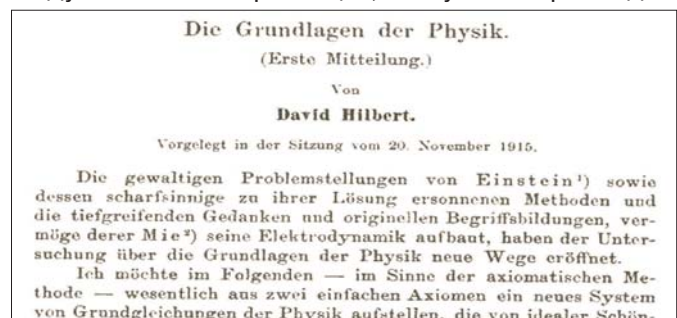 Die Grundlagen der Physik.
(Erste Mitteilung.)
Von
David Hilbert.
Vorgelegt in der Sitzung vom 20. November 1915.
Die gewaltigen Problemstellungen von Einstein¹) sowie
dessen scharfsinnige zu ihrer Lösung ersonnenen Methoden und
die tiefgreifenden Gedanken und originellen Begriffsbildungen, ver-
möge derer Mie²) seine Elektrodynamik aufbaut, haben der Unter-
suchung über die Grundlagen der Physik neue Wege eröffnet.
Ich möchte im Folgenden — im Sinne der axiomatischen Me-
thode — wesentlich aus zwei einfachen Axiomen ein neues System
von Grundgleichungen der Physik aufstellen, die von idealer Schön-